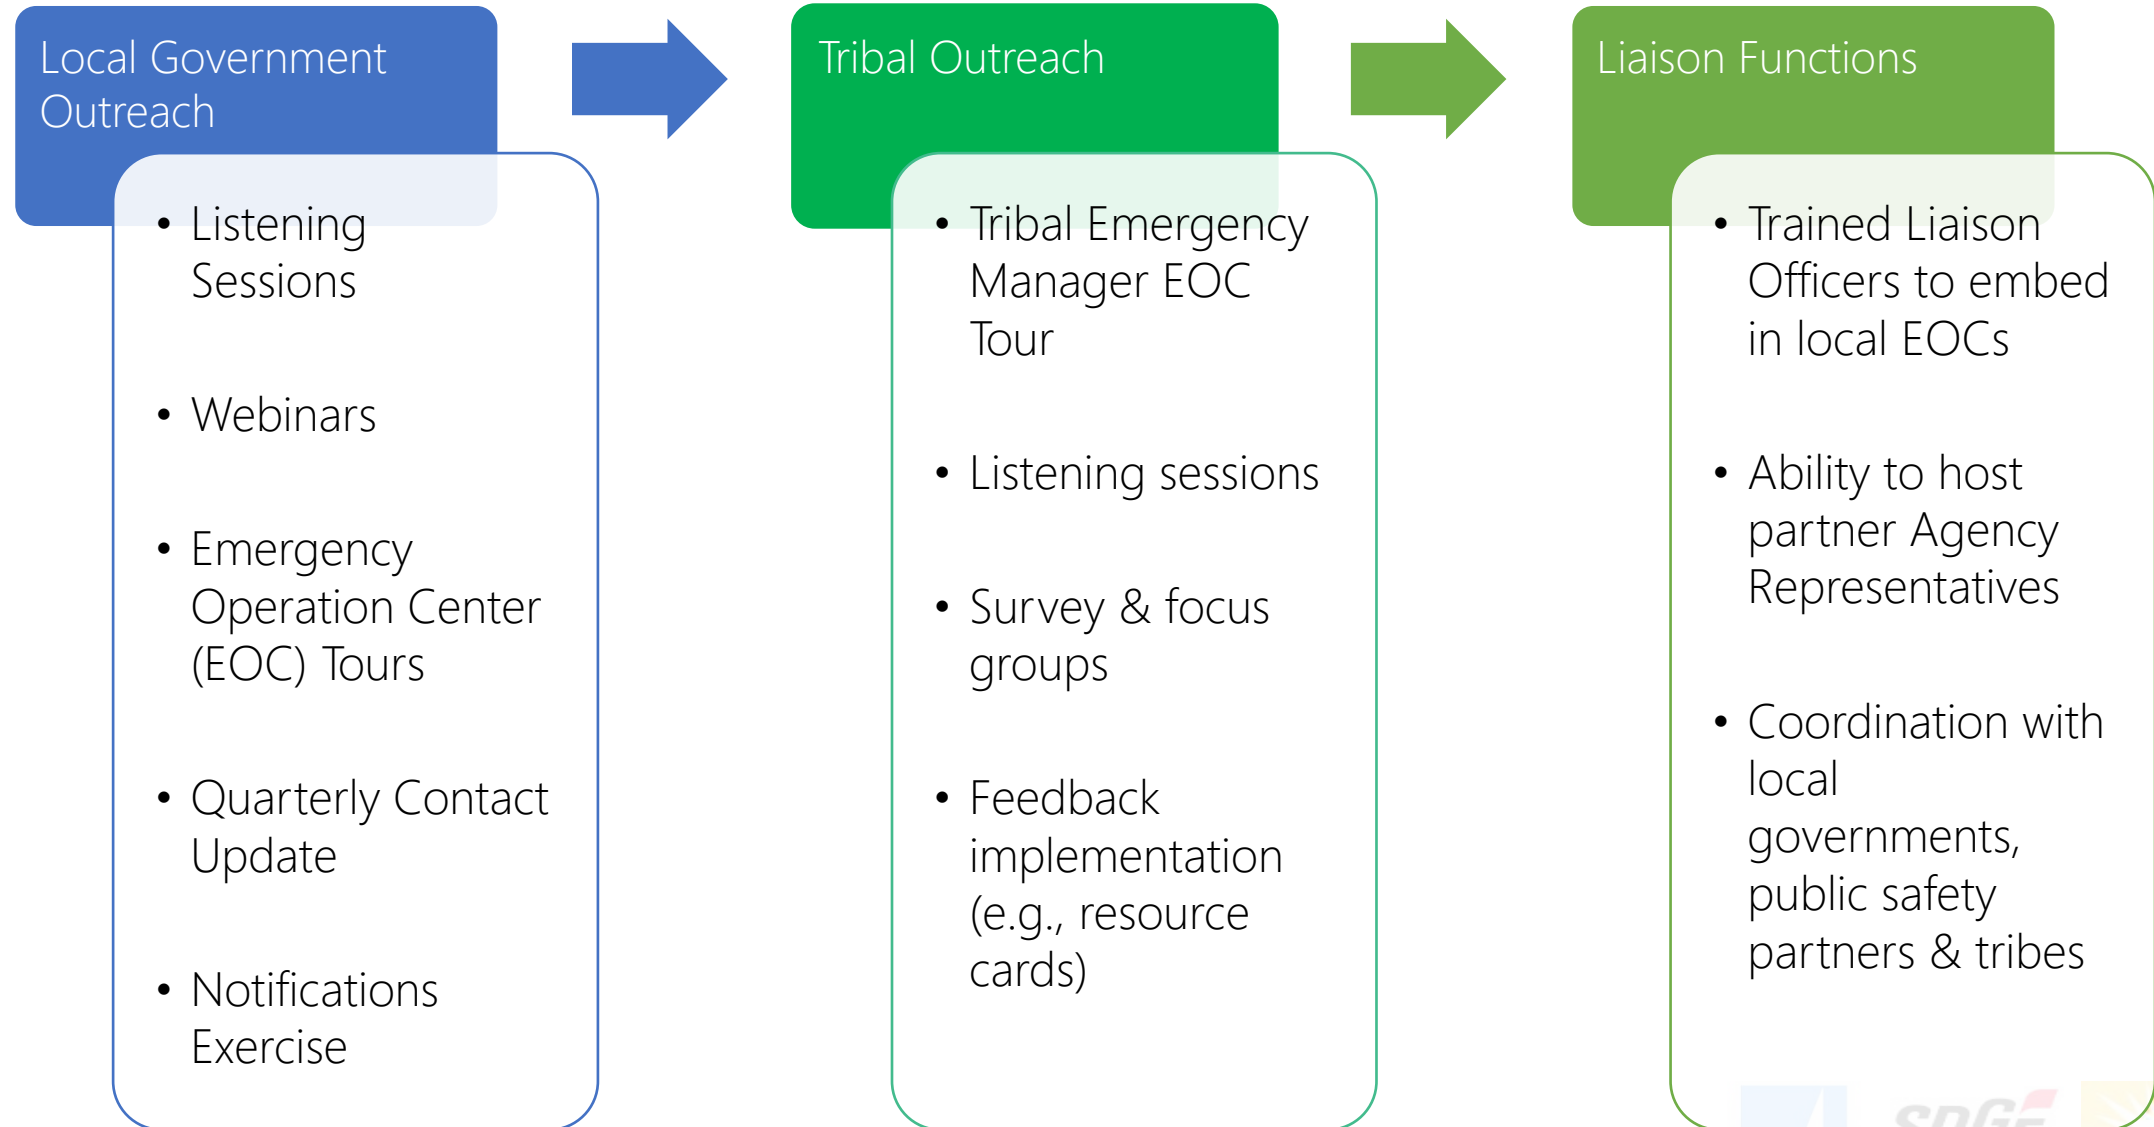 Local Government
Outreach
• Listening
Sessions
• Webinars
• Emergency
Operation Center
(EOC) Tours
• Quarterly Contact
Update
• Notifications
Exercise
Tribal Outreach
• Tribal Emergency
Manager EOC
Tour
• Listening sessions
• Survey & focus
groups
• Feedback
implementation
(e.g., resource
cards)
Liaison Functions
• Trained Liaison
Officers to embed
in local EOCs
• Ability to host
partner Agency
Representatives
• Coordination with
local
governments,
public safety
partners & tribes
SDGE